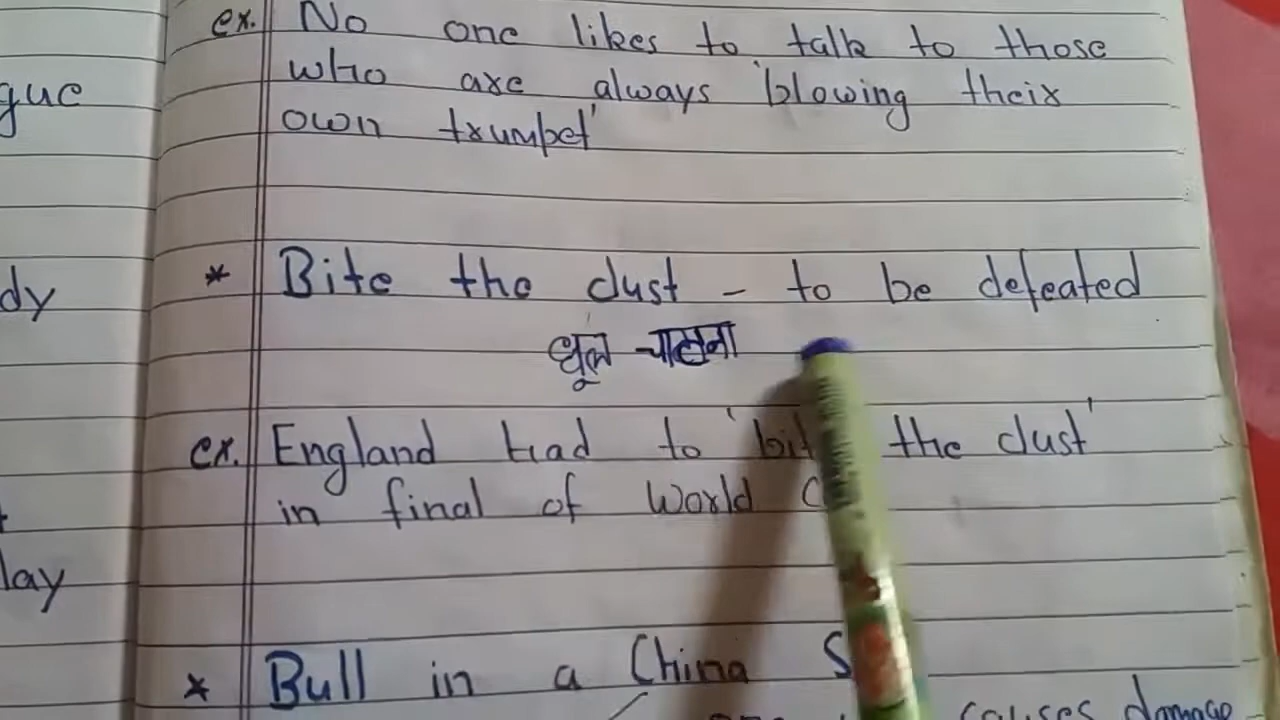 ex. No one likes to talk to those
who are always 'blowing their
own trumpet'
gue
* Bite the dust - to be defeated
dy
धूल चाटना
ex. England had to 'bit the dust'
in final of World C
lay
* Bull in a China S
causes damage